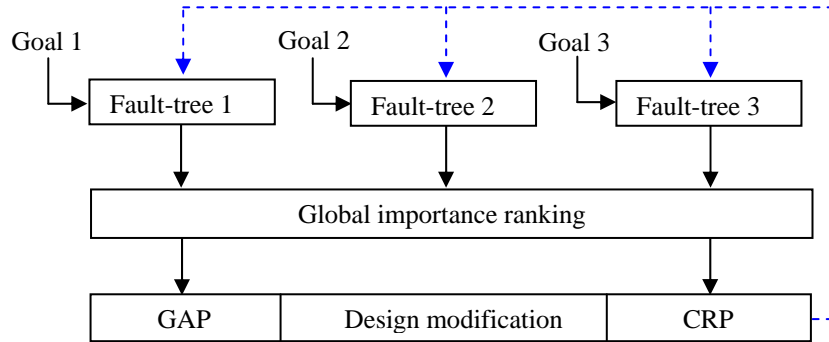 Goal 1
Goal 2
Goal 3
Fault-tree 1
Fault-tree 2
Fault-tree 3
Global importance ranking
GAP
Design modification
CRP